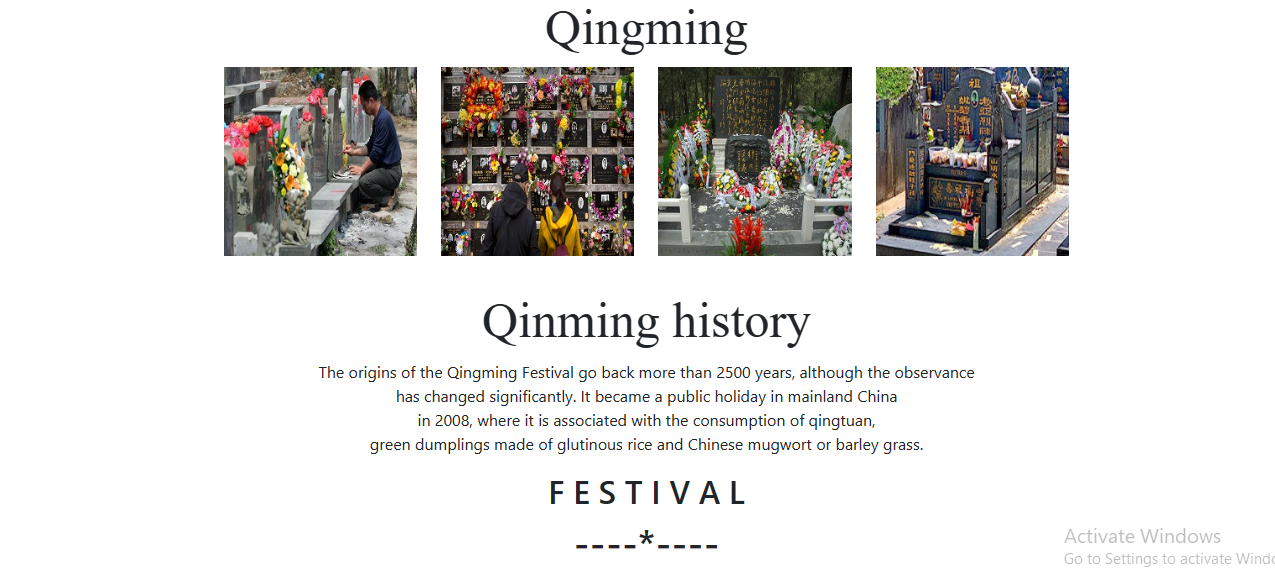 Qingming
Qinming history
The origins of the Qingming Festival go back more than 2500 years, although the observance
has changed significantly. It became a public holiday in mainland China
in 2008, where it is associated with the consumption of qingtuan,
green dumplings made of glutinous rice and Chinese mugwort or barley grass.
FESTIVAL
----*----
Activate Windows
Go to Settings to activate Windo